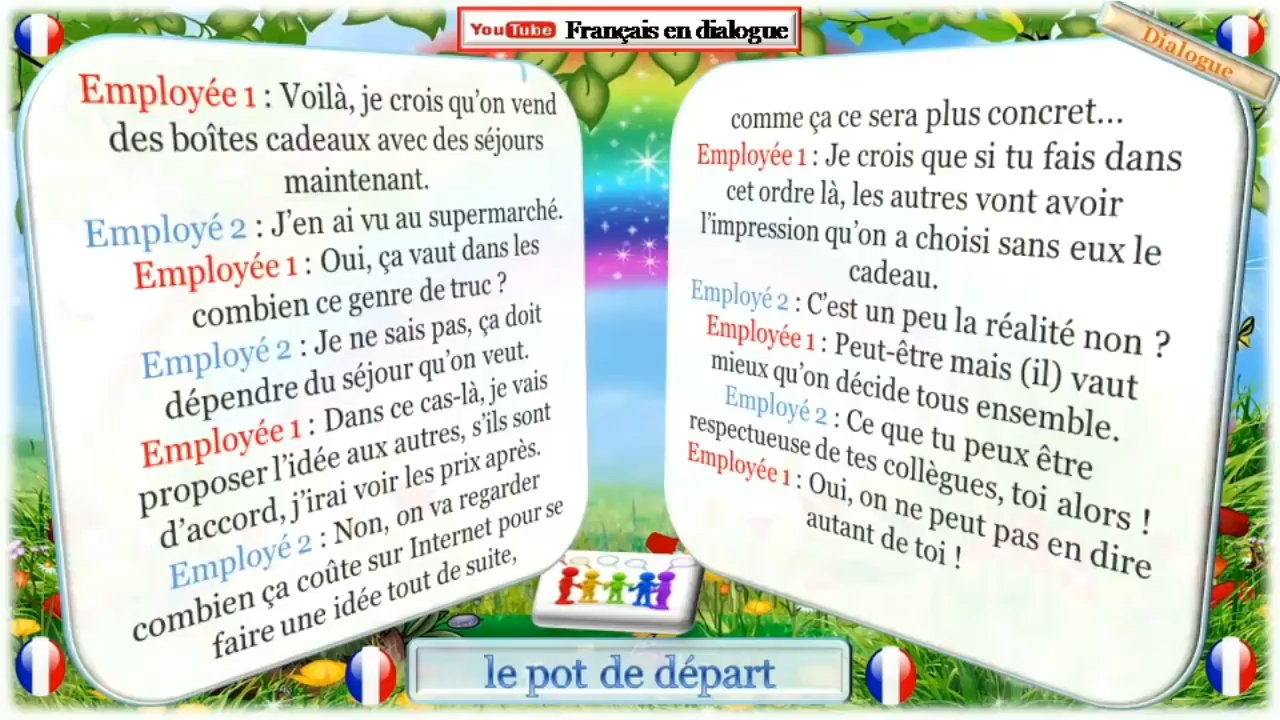 YouTube Français en dialogue
Dialogue
Employée 1 : Voilà, je crois qu'on vend
des boîtes cadeaux avec des séjours
maintenant.
Employé 2 : J'en ai vu au supermarché.
Employée 1 : Oui, ça vaut dans les
combien ce genre de truc ?
Employé 2 : Je ne sais pas, ça doit
dépendre du séjour qu'on veut.
Employée 1 : Dans ce cas-là, je vais
proposer l'idée aux autres, s'ils sont
d'accord, j'irai voir les prix après.
Employé 2 : Non, on va regarder
combien ça coûte sur Internet pour se
faire une idée tout de suite,
comme ça ce sera plus concret...
Employée 1 : Je crois que si tu fais dans
cet ordre là, les autres vont avoir
l'impression qu'on a choisi sans eux le
cadeau.
Employé 2 : C'est un peu la réalité non ?
Employée 1 : Peut-être mais (il) vaut
mieux qu'on décide tous ensemble.
Employé 2 : Ce que tu peux être
respectueuse de tes collègues, toi alors !
Employée 1 : Oui, on ne peut pas en dire
autant de toi !
le pot de départ